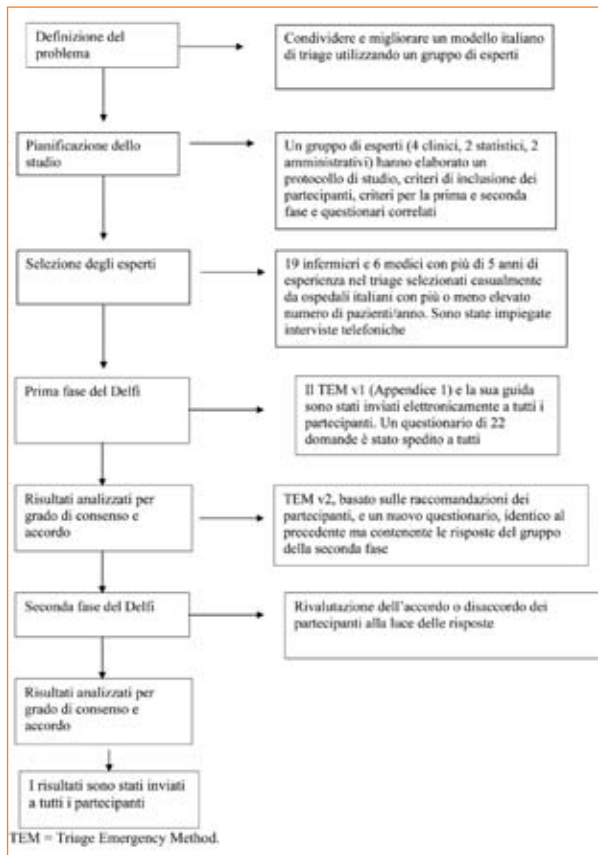 Definizione del
problema
Condividere e migliorare un modello italiano
di triage utilizzando un gruppo di esperti
Pianificazione dello
studio
Un gruppo di esperti (4 clinici, 2 statistici, 2
amministrativi) hanno elaborato un
protocollo di studio, criteri di inclusione dei
partecipanti, criteri per la prima e seconda
fase e questionari correlati
Selezione degli esperti
19 infermieri e 6 medici con più di 5 anni di
esperienza nel triage selezionati casualmente
da ospedali italiani con più o meno elevato
numero di pazienti/anno. Sono state impiegate
interviste telefoniche
Prima fase del Delfi
Il TEM v1 (Appendice 1) e la sua guida
sono stati inviati elettronicamente a tutti i
partecipanti. Un questionario di 22
domande è stato spedito a tutti
Risultati analizzati per
grado di consenso e
accordo
TEM v2, basato sulle raccomandazioni dei
partecipanti, e un nuovo questionario, identico al
precedente ma contenente le risposte del gruppo
della seconda fase
Seconda fase del Delfi
Rivalutazione dell'accordo o disaccordo dei
partecipanti alla luce delle risposte
Risultati analizzati per
grado di consenso e
accordo
I risultati sono stati inviati
a tutti i partecipanti
TEM = Triage Emergency Method.